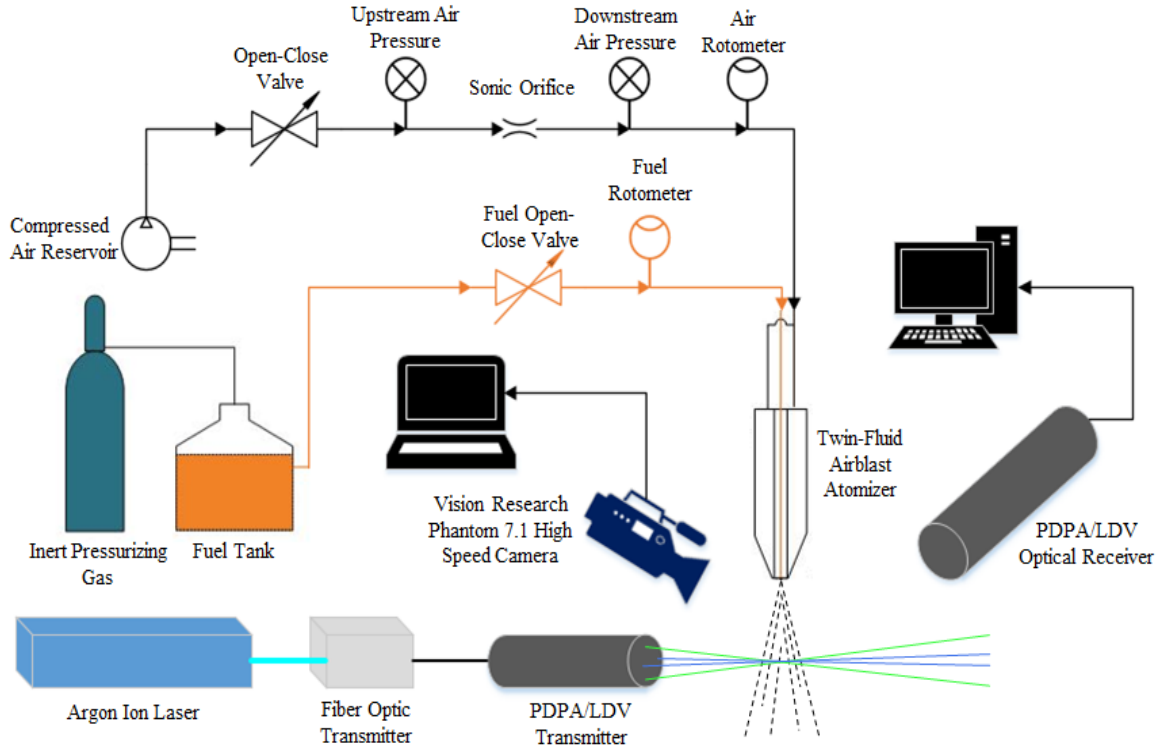 Upstream Air
Pressure
Downstream
Air Pressure
Air
Rotometer
Open-Close
Valve
Sonic Orifice
Fuel
Rotometer
Compressed
Air Reservoir
Fuel Open-
Close Valve
Twin-Fluid
Airblast
Atomizer
Vision Research
Phantom 7.1 High
Speed Camera
PDPA/LDV
Optical Receiver
Inert Pressurizing
Gas
Fuel Tank
Argon Ion Laser
Fiber Optic
Transmitter
PDPA/LDV
Transmitter